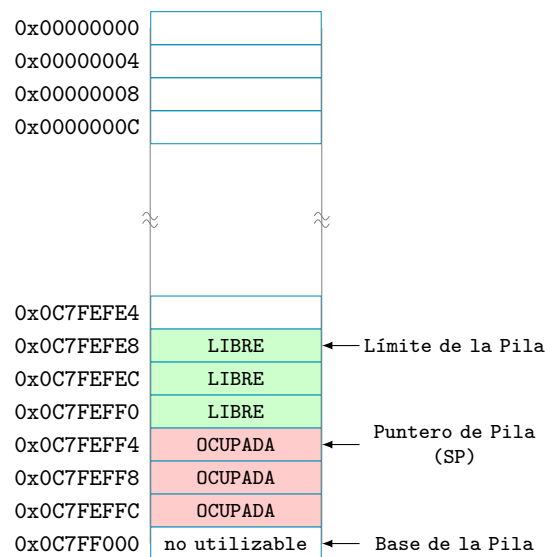 0x00000000
0x00000004
0x00000008
0x0000000C
0x0C7FEFE4
0x0C7FEFE8 LIBRE Límite de la Pila
0x0C7FEFEC LIBRE
0x0C7FEFF0 LIBRE
0x0C7FEFF4 OCUPADA Puntero de Pila
(SP)
0x0C7FEFF8 OCUPADA
0x0C7FEFFC OCUPADA
0x0C7FF000 no utilizable Base de la Pila